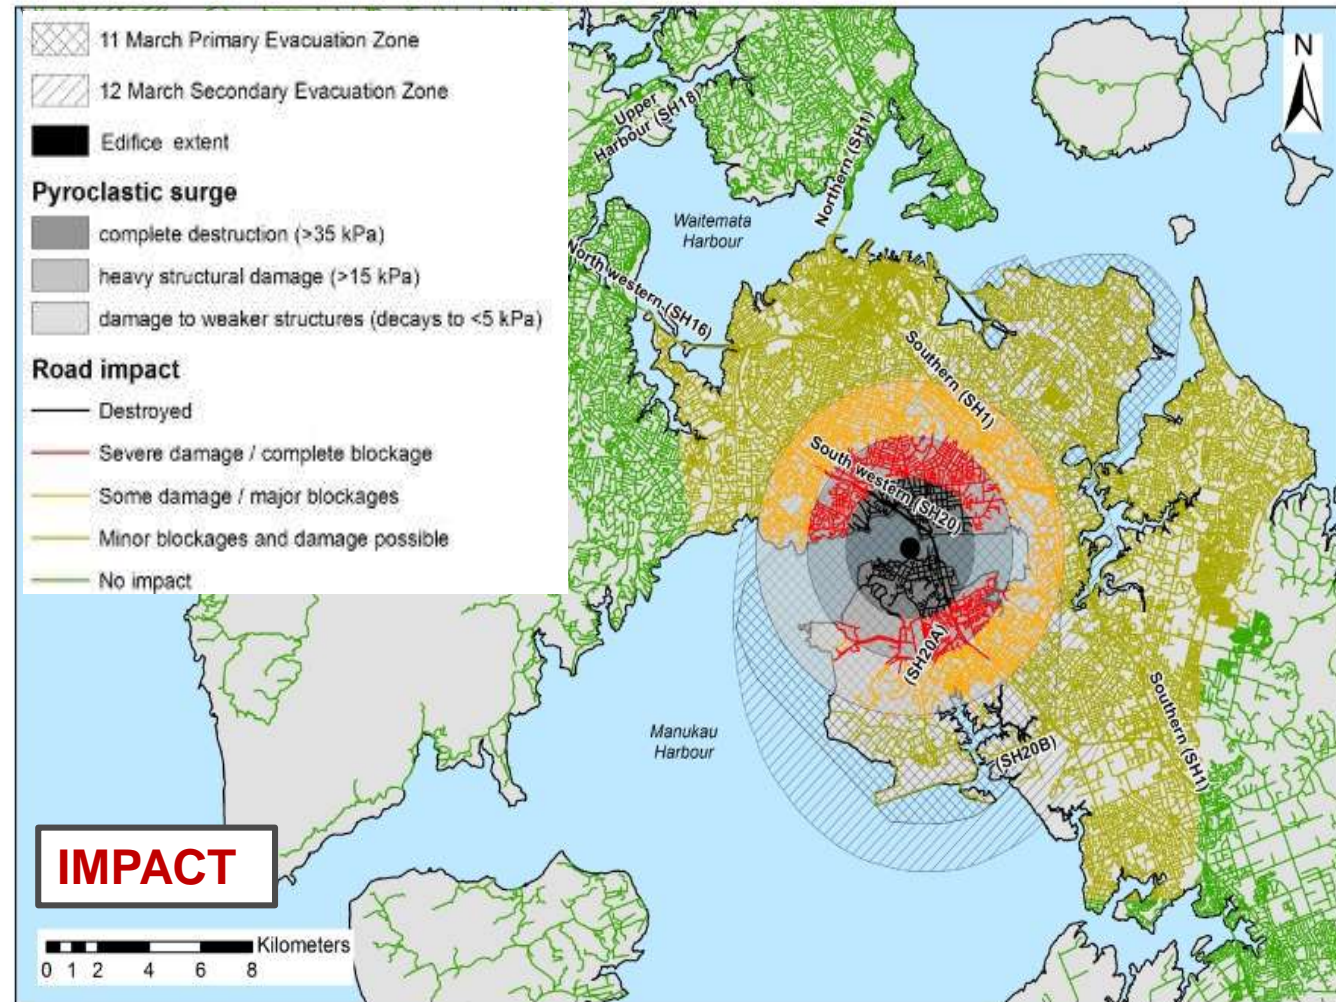 11 March Primary Evacuation Zone
12 March Secondary Evacuation Zone
Edifice extent
Pyroclastic surge
complete destruction (>35 kPa)
heavy structural damage (>15 kPa)
damage to weaker structures (decays to <5 kPa)
Road impact
Destroyed
Severe damage / complete blockage
Some damage / major blockages
Minor blockages and damage possible
No impact
N
Upper
Harbour (SH18)
Northern (SH1)
Waitemata
Harbour
North western (SH16)
Southern (SH1)
South western (SH20)
(SH20A)
Manukau
Harbour
(SH20B)
Southern (SH1)
IMPACT
Kilometers
0 1 2 4 6 8